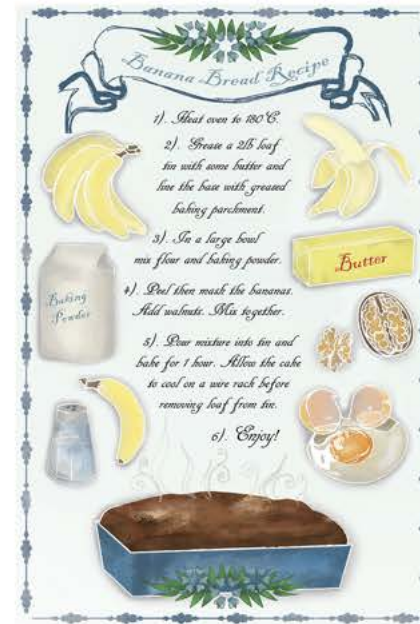 Banana Bread Recipe
1). Heat oven to 180°C.
2). Grease a 2lb loaf
tin with some butter and
line the base with greased
baking parchment.
3). In a large bowl
mix flour and baking powder.
4). Peel then mash the bananas.
Add walnuts. Mix together.
5). Pour mixture into tin and
bake for 1 hour. Allow the cake
to cool on a wire rack before
removing loaf from tin.
6). Enjoy!
Butter
Baking
Powder